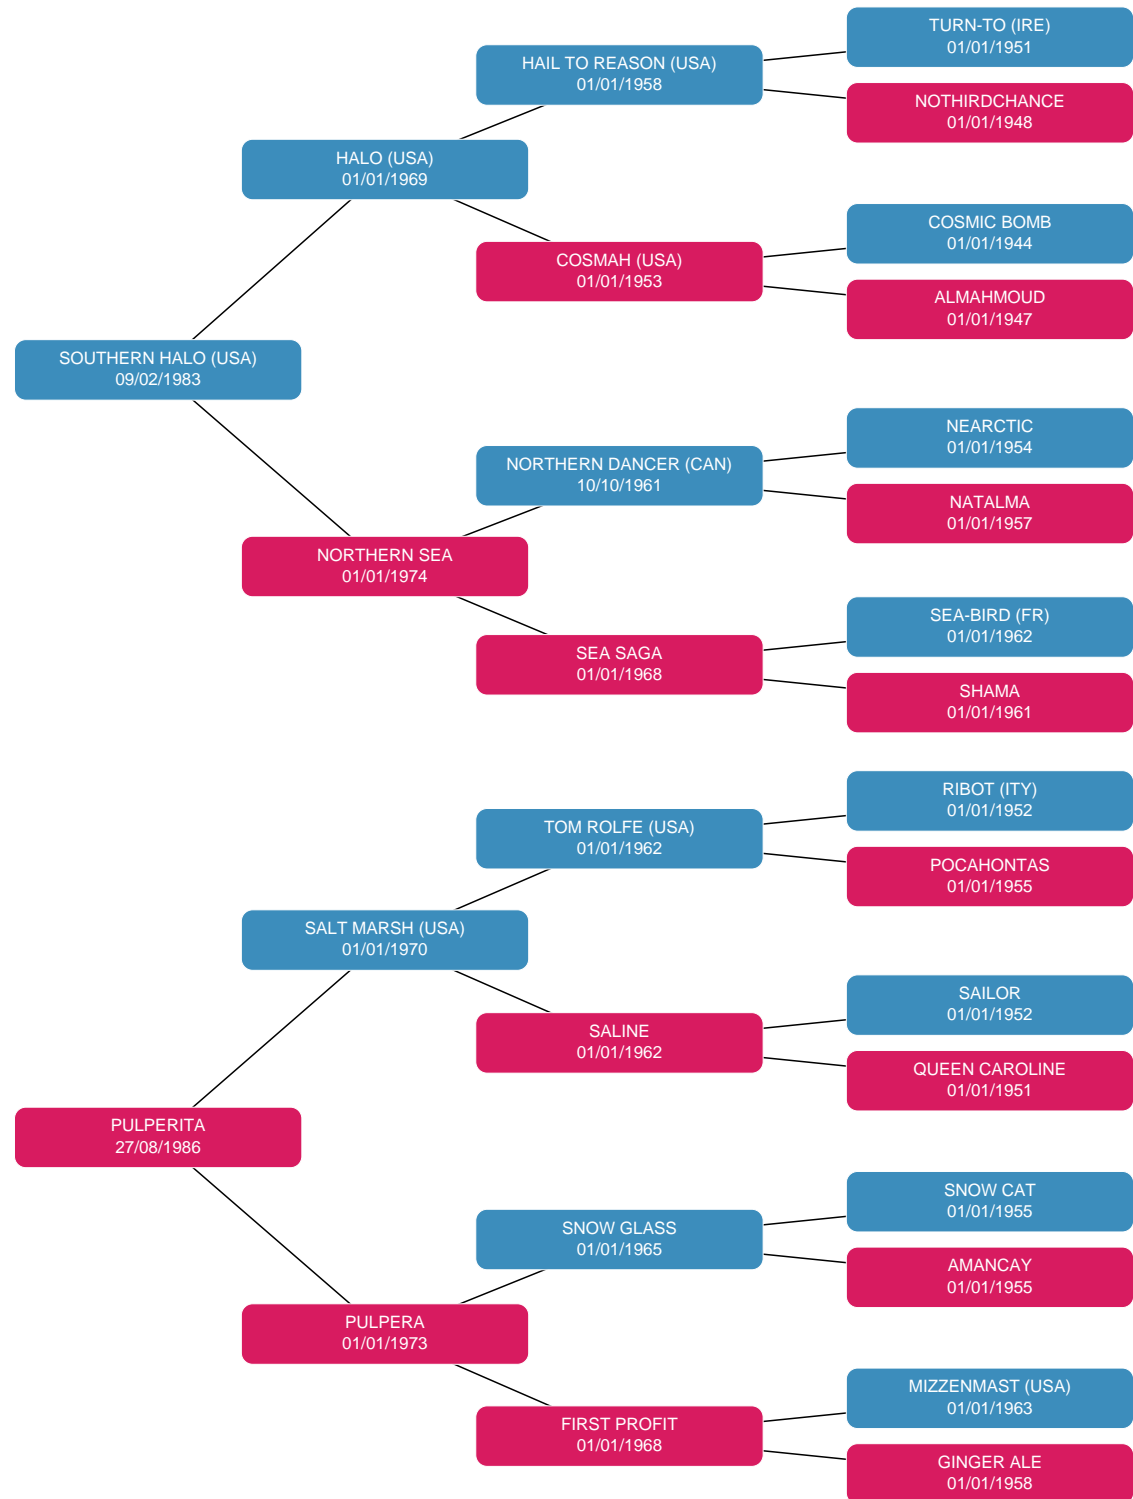 TURN-TO (IRE)
01/01/1951
HAIL TO REASON (USA)
01/01/1958
NOTHIRDCHANCE
01/01/1948
HALO (USA)
01/01/1969
COSMIC BOMB
01/01/1944
COSMAH (USA)
01/01/1953
ALMAHMOUD
01/01/1947
SOUTHERN HALO (USA)
09/02/1983
NEARCTIC
01/01/1954
NORTHERN DANCER (CAN)
10/10/1961
NATALMA
01/01/1957
NORTHERN SEA
01/01/1974
SEA-BIRD (FR)
01/01/1962
SEA SAGA
01/01/1968
SHAMA
01/01/1961
RIBOT (ITY)
01/01/1952
TOM ROLFE (USA)
01/01/1962
POCAHONTAS
01/01/1955
SALT MARSH (USA)
01/01/1970
SAILOR
01/01/1952
SALINE
01/01/1962
QUEEN CAROLINE
01/01/1951
PULPERITA
27/08/1986
SNOW CAT
01/01/1955
SNOW GLASS
01/01/1965
AMANCAY
01/01/1955
PULPERA
01/01/1973
MIZZENMAST (USA)
01/01/1963
FIRST PROFIT
01/01/1968
GINGER ALE
01/01/1958